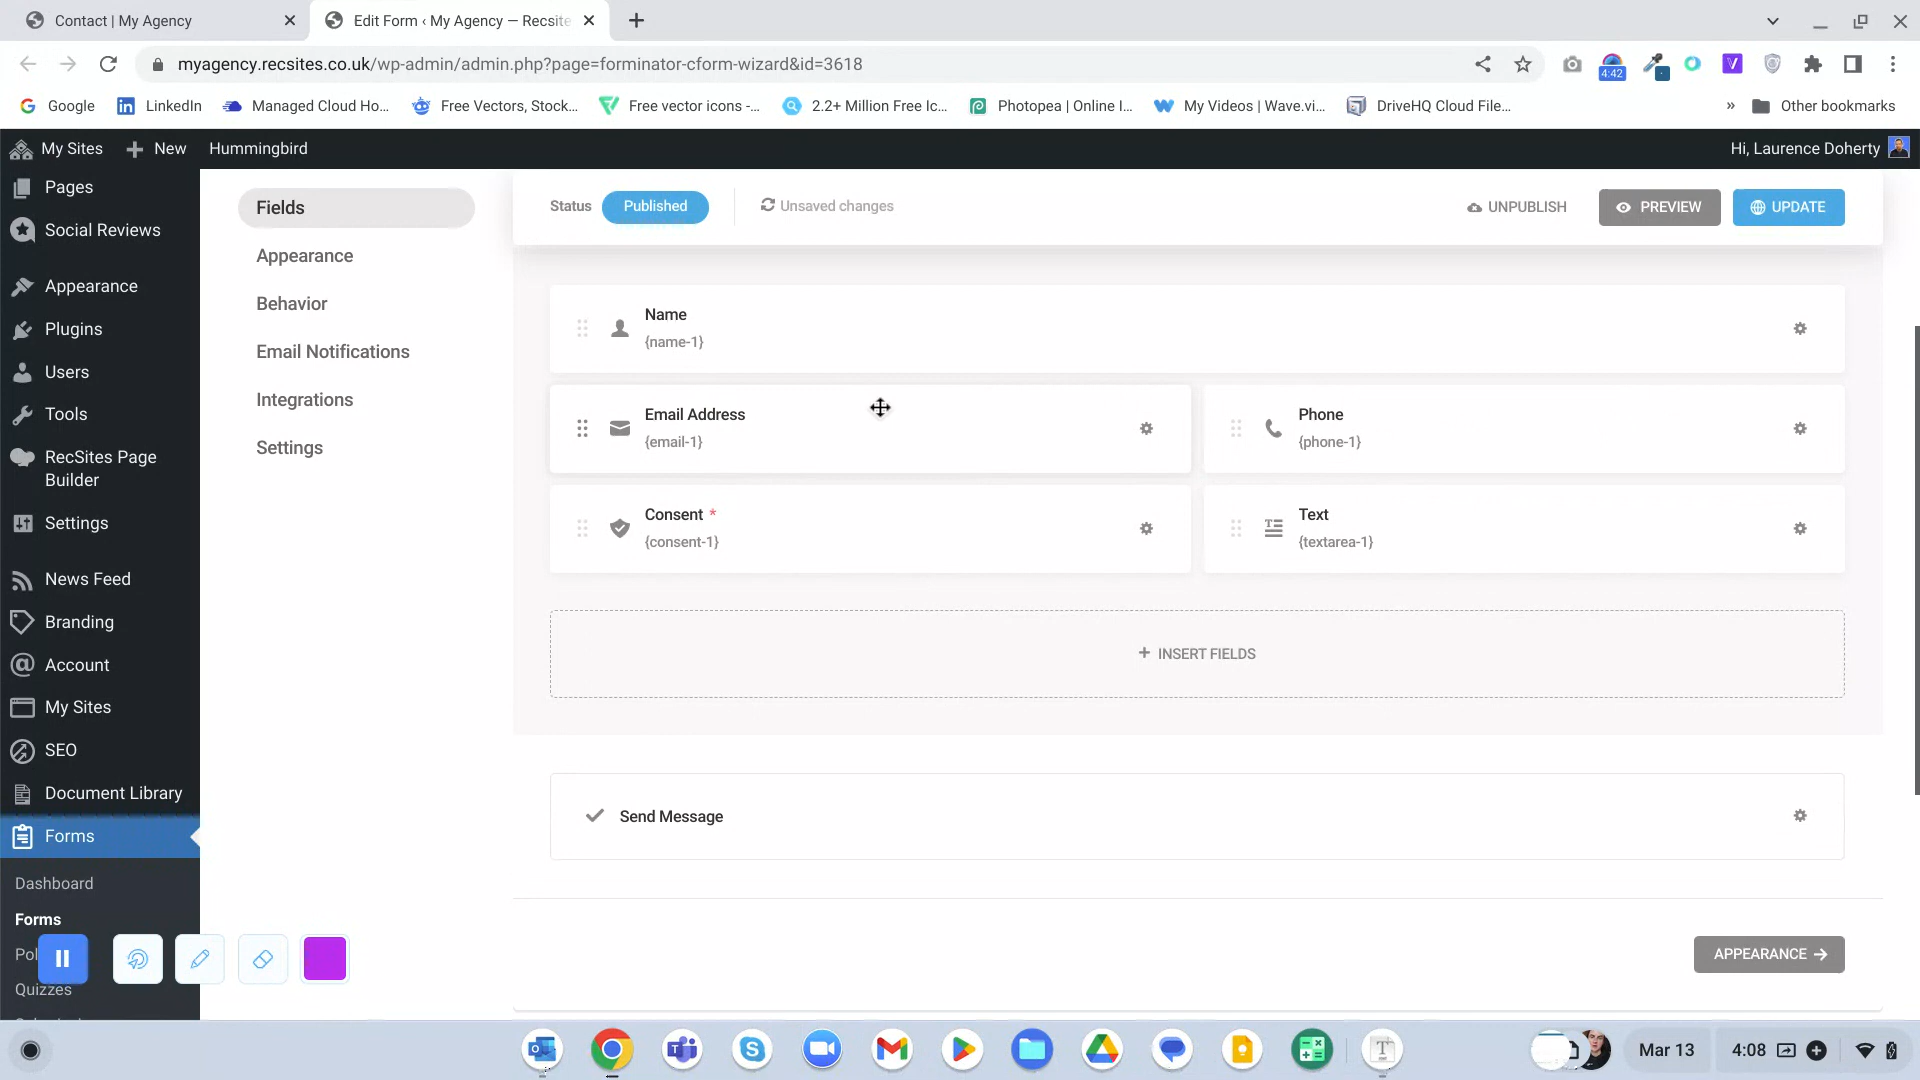 Contact | My Agency
Edit Form ‹ My Agency — Recsite
myagency.recsites.co.uk/wp-admin/admin.php?page=forminator-cform-wizard&id=3618
4:42
Google
LinkedIn
Managed Cloud Ho...
Free Vectors, Stock...
Free vector icons -...
2.2+ Million Free Ic...
Photopea | Online I...
My Videos | Wave.vi...
DriveHQ Cloud File...
»
Other bookmarks
My Sites
New
Hummingbird
Hi, Laurence Doherty
Pages
Social Reviews
Appearance
Plugins
Users
Tools
RecSites Page
Builder
Settings
News Feed
Branding
Account
My Sites
SEO
Document Library
Forms
Dashboard
Forms
Pol
Quizzes
Fields
Appearance
Behavior
Email Notifications
Integrations
Settings
Status
Published
Unsaved changes
UNPUBLISH
PREVIEW
UPDATE
Name
{name-1}
Email Address
{email-1}
Phone
{phone-1}
Consent *
{consent-1}
Text
{textarea-1}
+ INSERT FIELDS
Send Message
APPEARANCE →
Mar 13
4:08